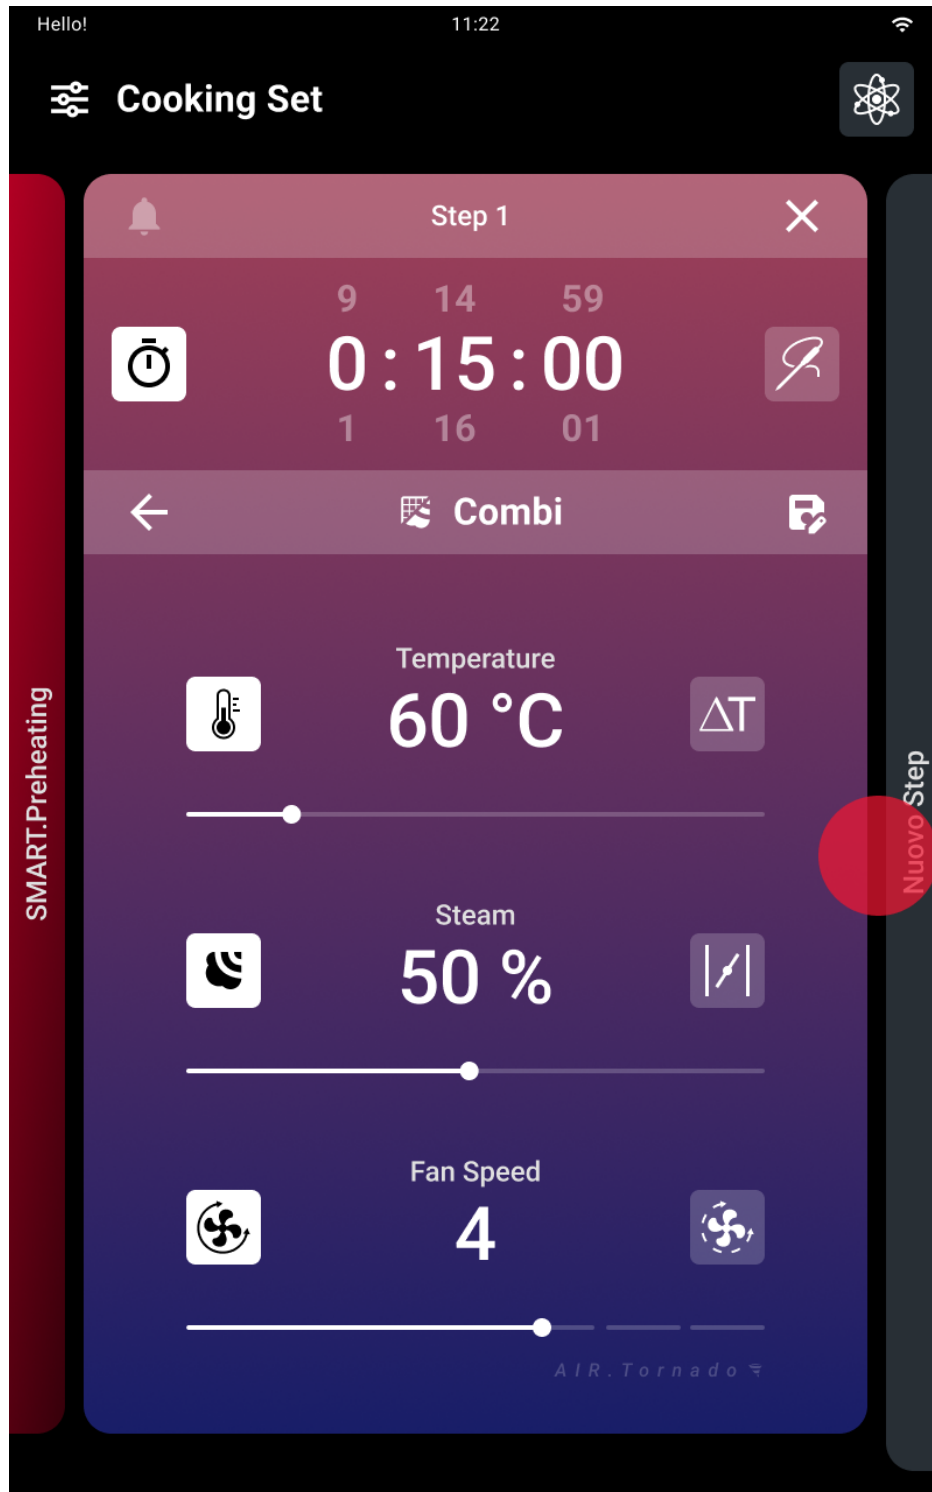 Hello!
11:22
Cooking Set
Step 1
9 14 59
0 : 15 : 00
1 16 01
Combi
Temperature
60 °C
ΔT
Steam
50 %
Fan Speed
4
AIR.Tornado
SMART.Preheating
Nuovo Step